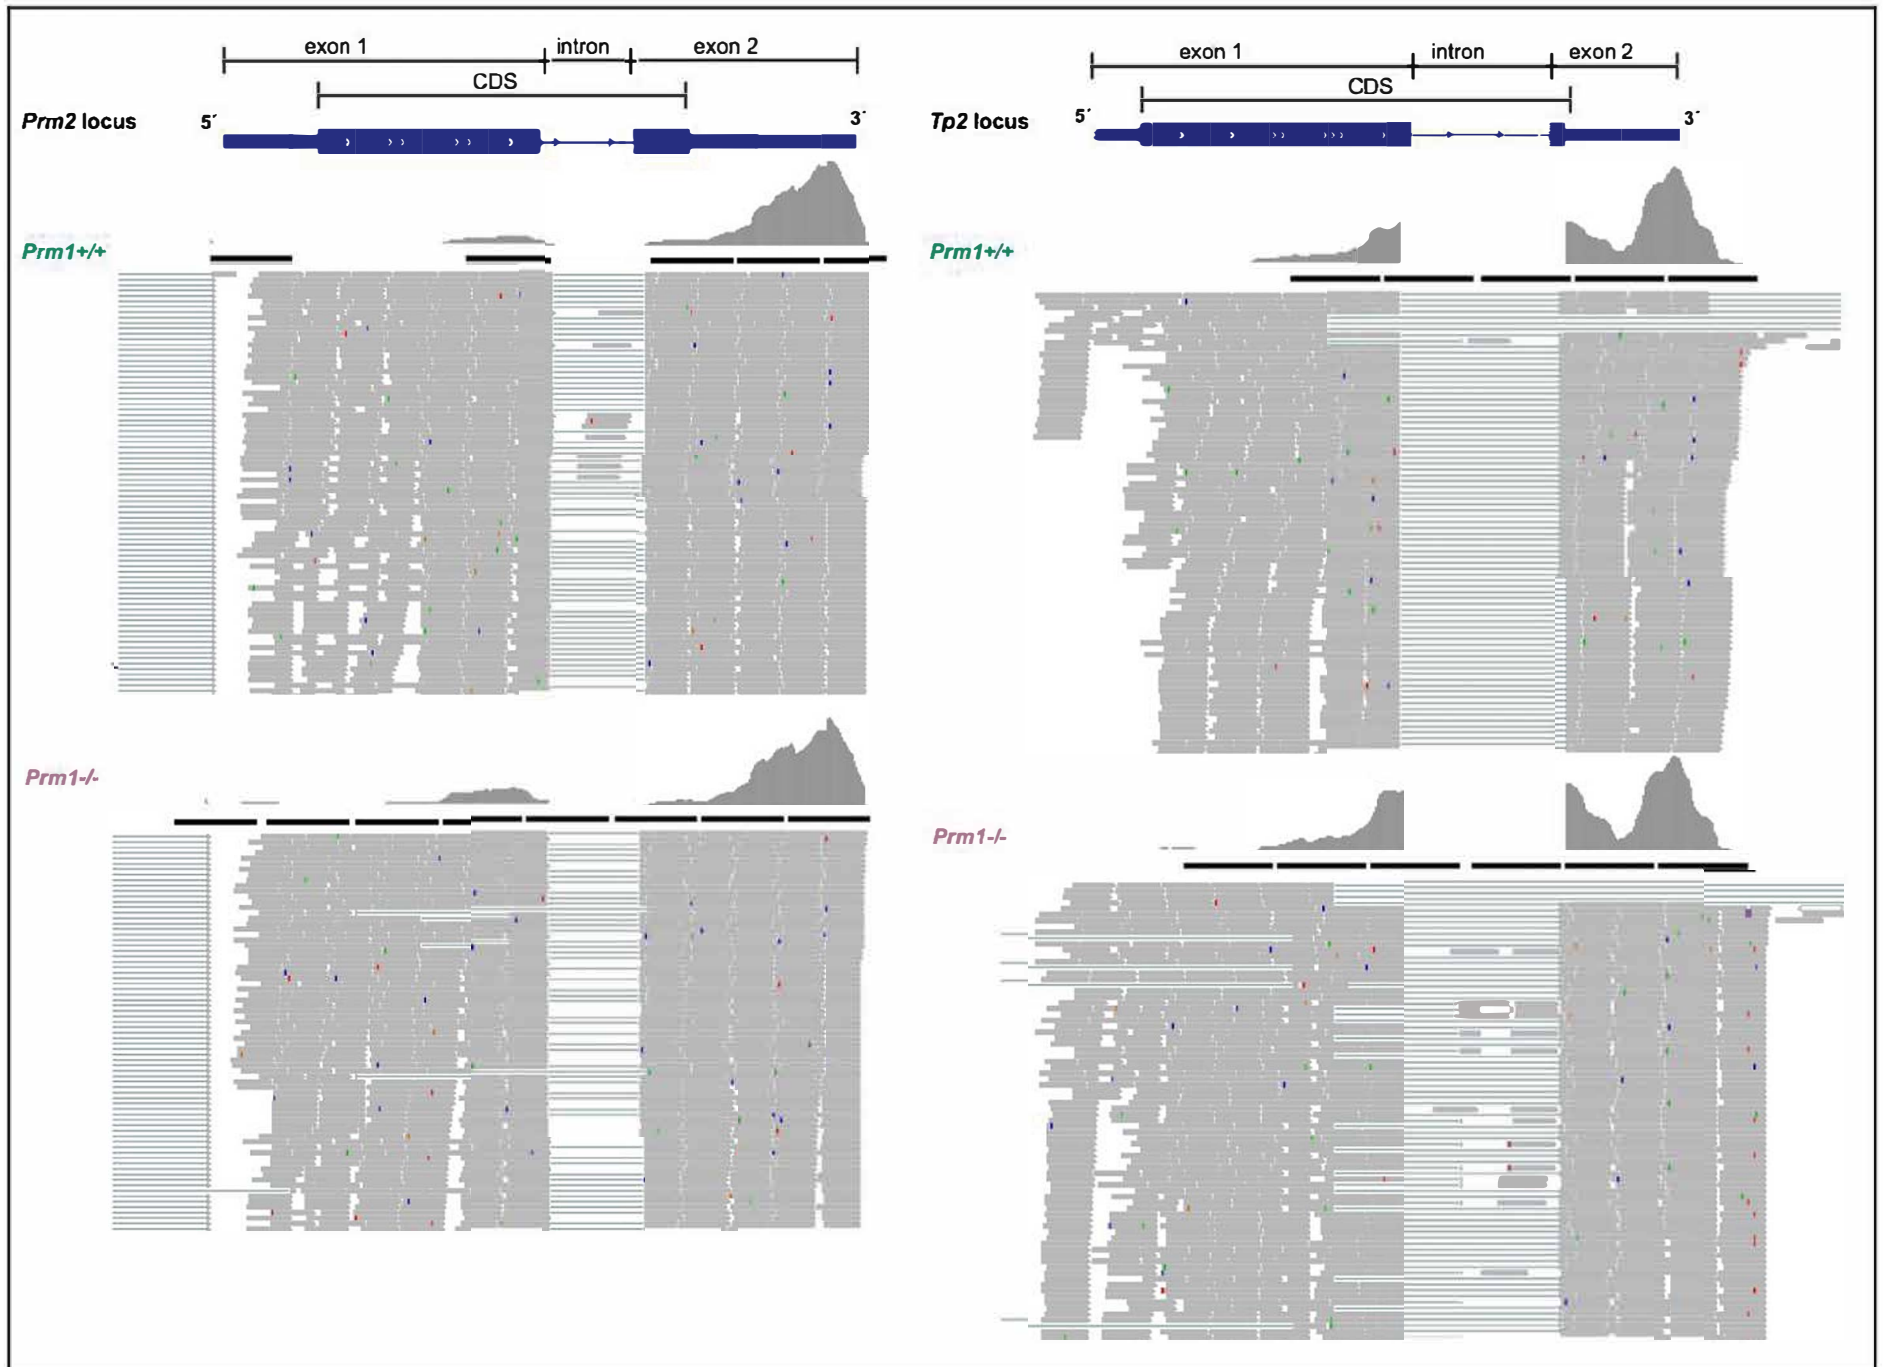 exon 1 intron exon 2
CDS
Prm2 locus 5´ 3´
Prm1+/+
Prm1-/-
exon 1 intron exon 2
CDS
Tp2 locus 5´ 3´
Prm1+/+
Prm1-/-